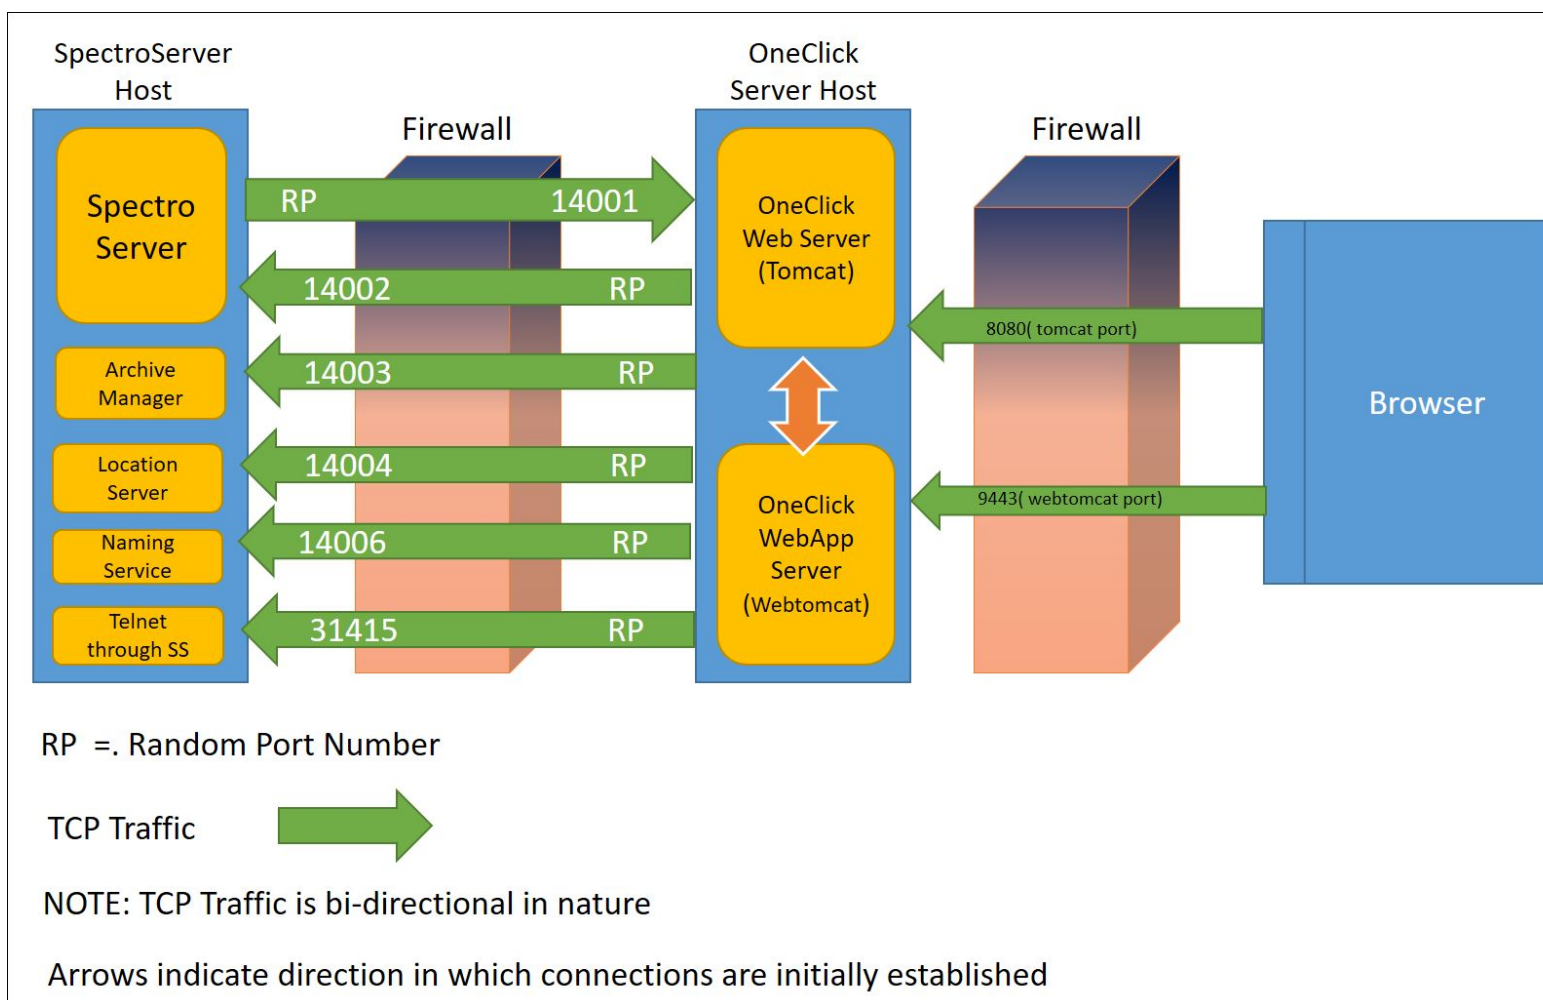 SpectroServer
Host
OneClick
Server Host
Firewall
Firewall
Spectro
Server
RP 14001
14002 RP
Archive
Manager
14003 RP
Location
Server
14004 RP
Naming
Service
14006 RP
Telnet
through SS
31415 RP
OneClick
Web Server
(Tomcat)
OneClick
WebApp
Server
(Webtomcat)
8080( tomcat port)
9443( webtomcat port)
Browser
RP =. Random Port Number
TCP Traffic
NOTE: TCP Traffic is bi-directional in nature
Arrows indicate direction in which connections are initially established